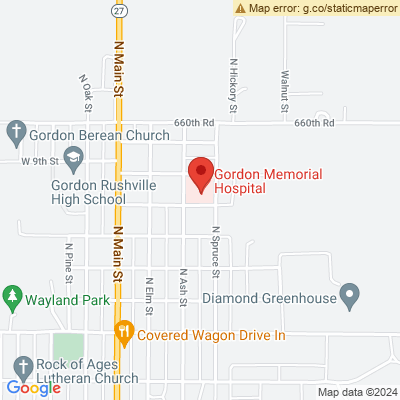 Map error: g.co/staticmaperror
27
N Main St
N Oak St
N Hickory St
Walnut St
660th Rd
660th Rd
Gordon Berean Church
W 9th St
Gordon Rushville
High School
Gordon Memorial
Hospital
N Pine St
N Main St
N Elm St
N Ash St
N Spruce St
Wayland Park
Diamond Greenhouse
Covered Wagon Drive In
Rock of Ages
Lutheran Church
Google
Map data ©2024